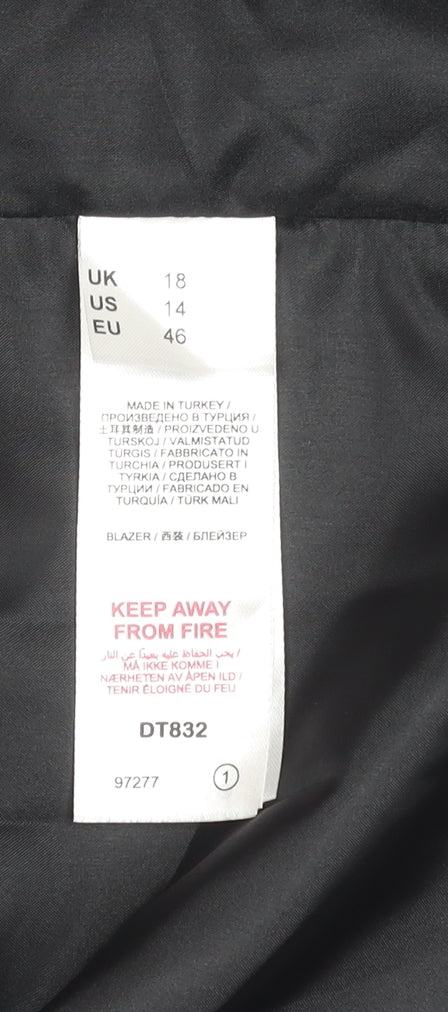 UK 18
US 14
EU 46
MADE IN TURKEY /
ПРОИЗВЕДЕНО В ТУРЦИЯ /
土耳其制造 / PROIZVEDENO U
TURSKOJ / VALMISTATUD
TURGIS / FABBRICATO IN
TURCHIA / PRODUSERT I
TYRKIA / СДЕЛАНО В
ТУРЦИИ / FABRICADO EN
TURQUÍA / TÜRK MALI
BLAZER / 西装 / БЛЕЙЗЕР
KEEP AWAY
FROM FIRE
يجب الحفاظ عليه بعيدًا عن النار /
MÅ IKKE KOMME I
NÆRHETEN AV ÅPEN ILD /
TENIR ÉLOIGNÉ DU FEU
DT832
97277 1